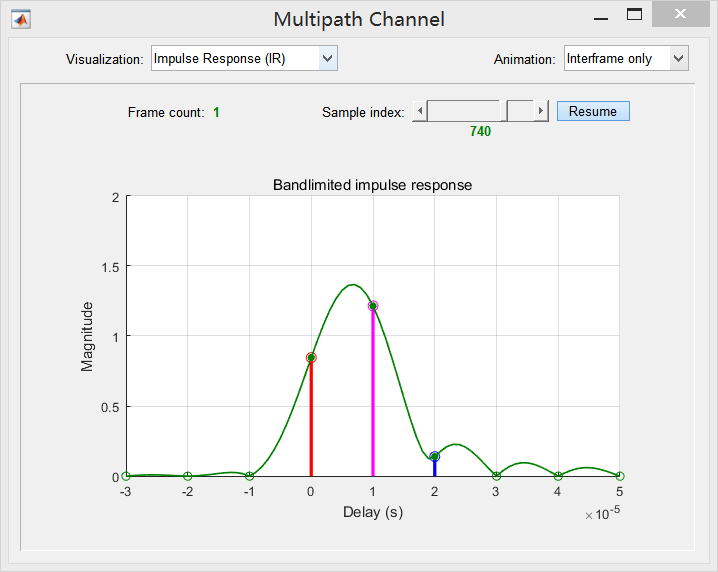 Multipath Channel
Visualization: Impulse Response (IR) Animation: Interframe only
Frame count: 1 Sample index: Resume
740
Bandlimited impulse response
2
1.5
1
0.5
0
Magnitude
-3 -2 -1 0 1 2 3 4 5
Delay (s)
×10-5